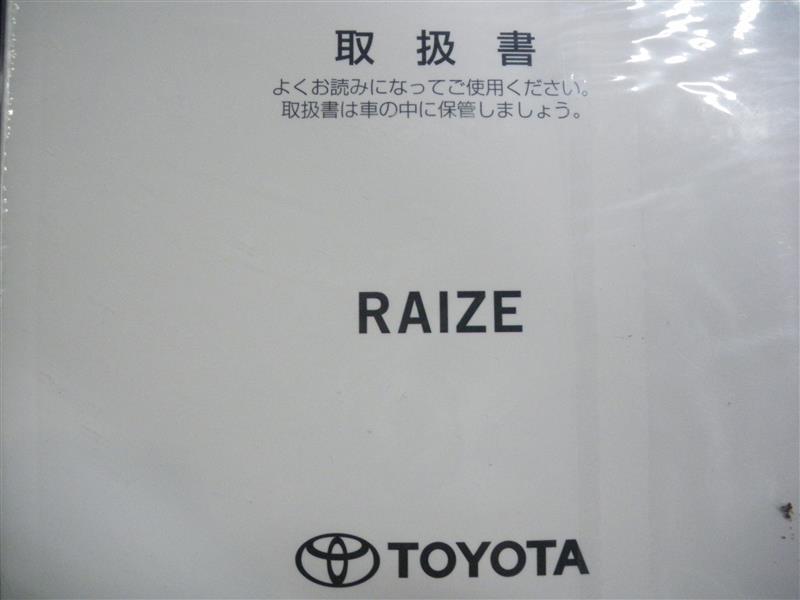 取扱書
よくお読みになってご使用ください。
取扱書は車の中に保管しましょう。
RAIZE
TOYOTA